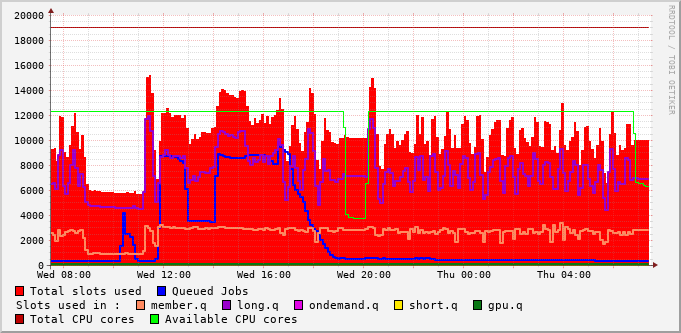 20000
18000
16000
14000
12000
10000
8000
6000
4000
2000
0
Wed 08:00 Wed 12:00 Wed 16:00 Wed 20:00 Thu 00:00 Thu 04:00
RRDTOOL / TOBI OETIKER
Total slots used Queued Jobs
Slots used in : member.q long.q ondemand.q short.q gpu.q
Total CPU cores Available CPU cores